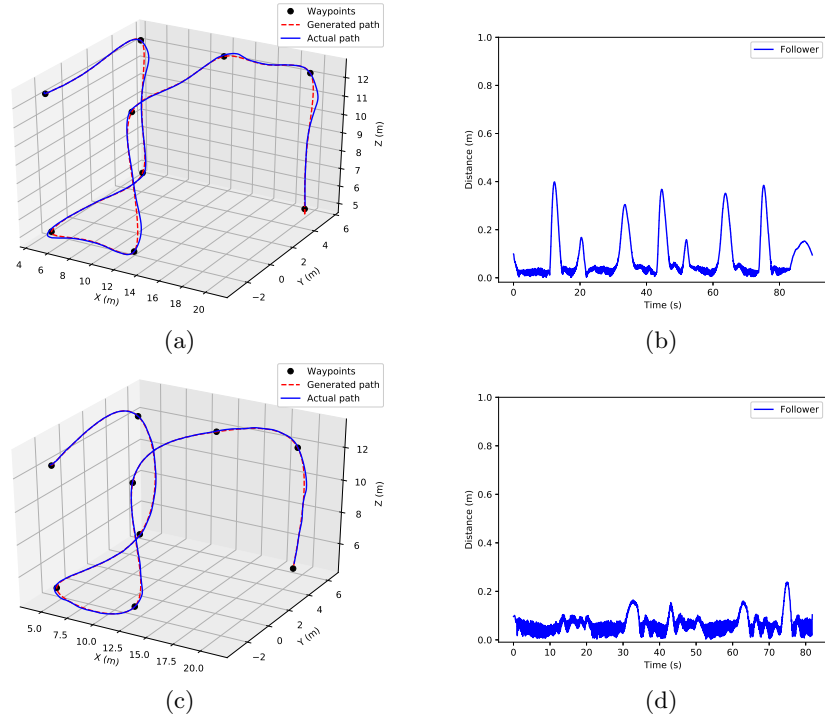 Waypoints
Generated path
Actual path
4 6 8 10 12 14 16 18 20
X (m)
−2 0 2 4 6
Y (m)
5 6 7 8 9 10 11 12
Z (m)
(a)
Follower
0.0 0.2 0.4 0.6 0.8 1.0
Distance (m)
0 20 40 60 80
Time (s)
(b)
Waypoints
Generated path
Actual path
5.0 7.5 10.0 12.5 15.0 17.5 20.0
X (m)
−2 0 2 4 6
Y (m)
6 8 10 12
Z (m)
(c)
Follower
0.0 0.2 0.4 0.6 0.8 1.0
Distance (m)
0 10 20 30 40 50 60 70 80
Time (s)
(d)